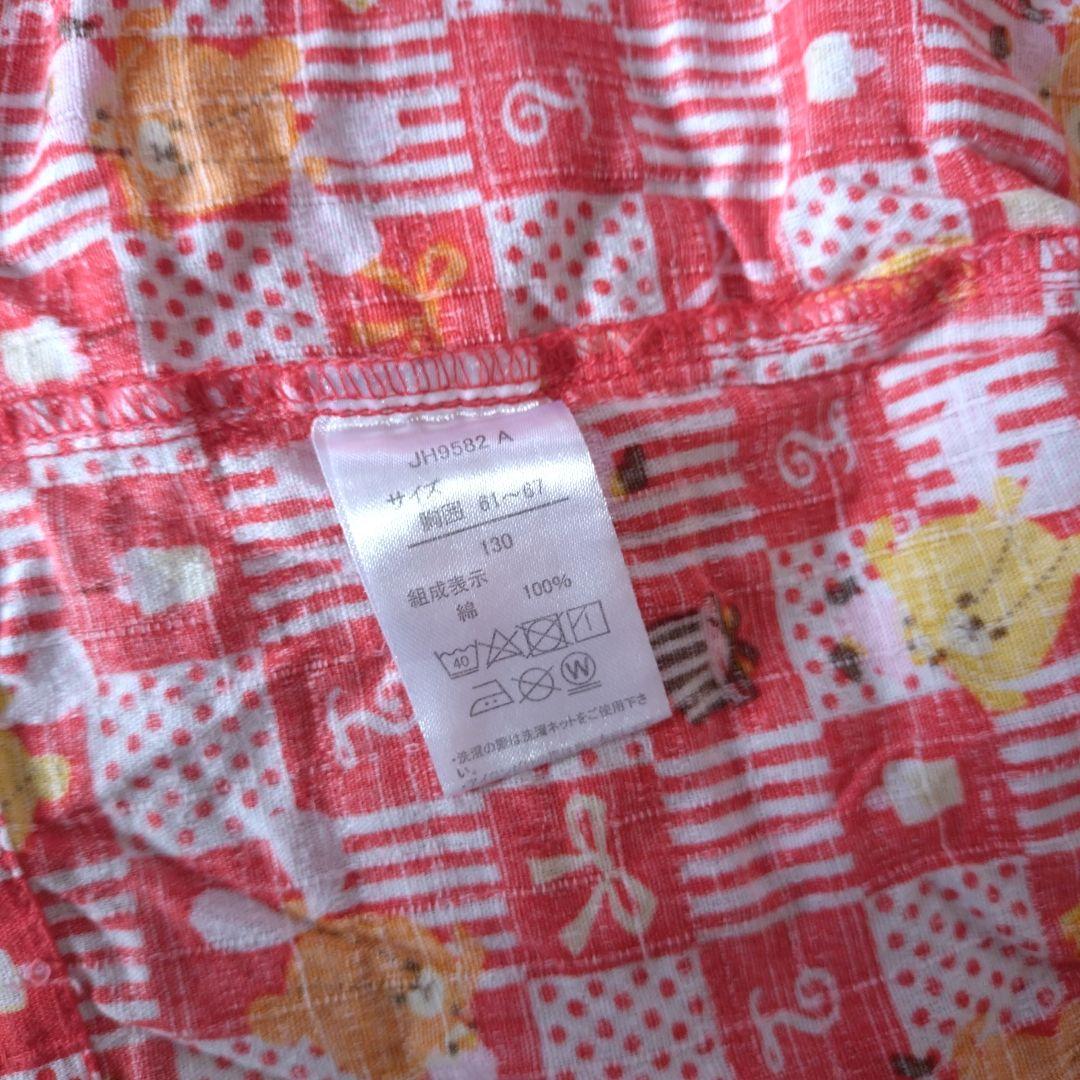 JH9582 A
サイズ
胸囲 61～67
130
組成表示
綿 100%
40
W
・洗濯の際は洗濯ネットをご使用下さ
い。